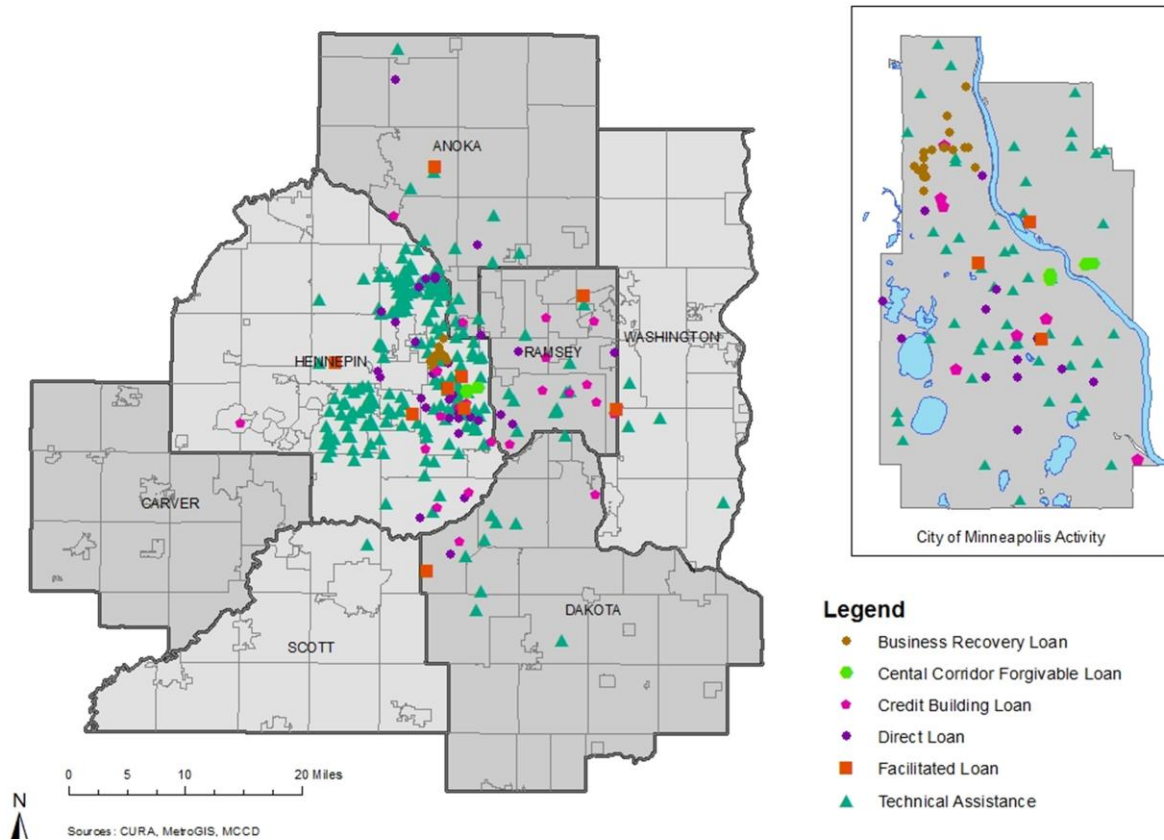 ANOKA
WASHINGTON
RAMSEY
HENNEPIN
CARVER
SCOTT
DAKOTA
0 5 10 20 Miles
N
Sources: CURA, MetroGIS, MCCD
City of Minneapoliis Activity
Legend
Business Recovery Loan
Cental Corridor Forgivable Loan
Credit Building Loan
Direct Loan
Facilitated Loan
Technical Assistance